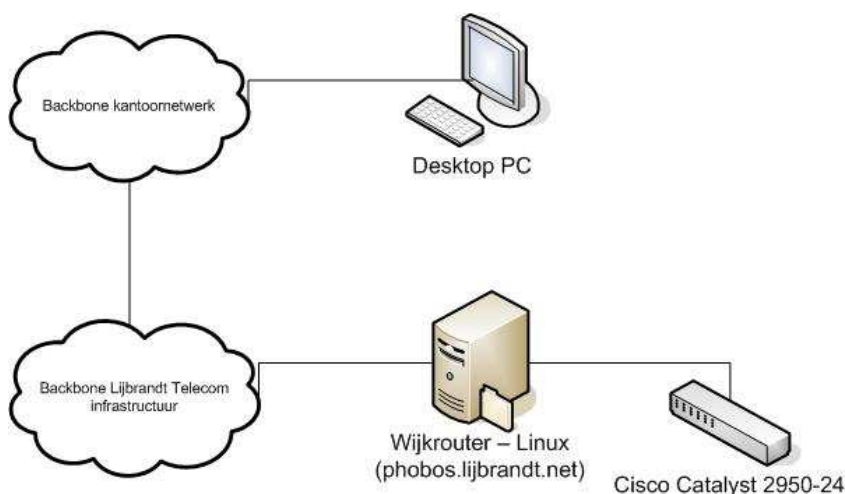 Backbone kantoornetwerk
Desktop PC
Backbone Lijbrandt Telecom
infrastructuur
Wijkrouter – Linux
(phobos.lijbrandt.net)
Cisco Catalyst 2950-24